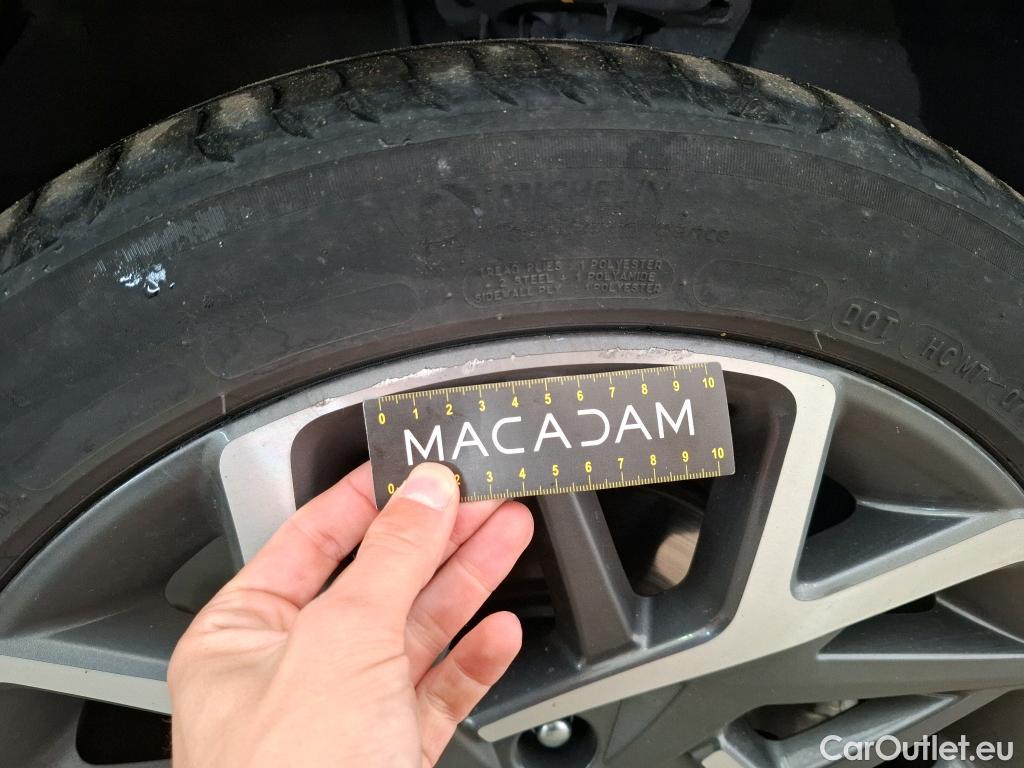 MICHELIN
TREAD PLIES 1 POLYESTER
2 STEEL + 1 POLYAMIDE
SIDEWALL PLY 1 POLYESTER
DOT HCMT
0 1 2 3 4 5 6 7 8 9 10
MACADAM
0 2 3 4 5 6 7 8 9 10
CarOutlet.eu